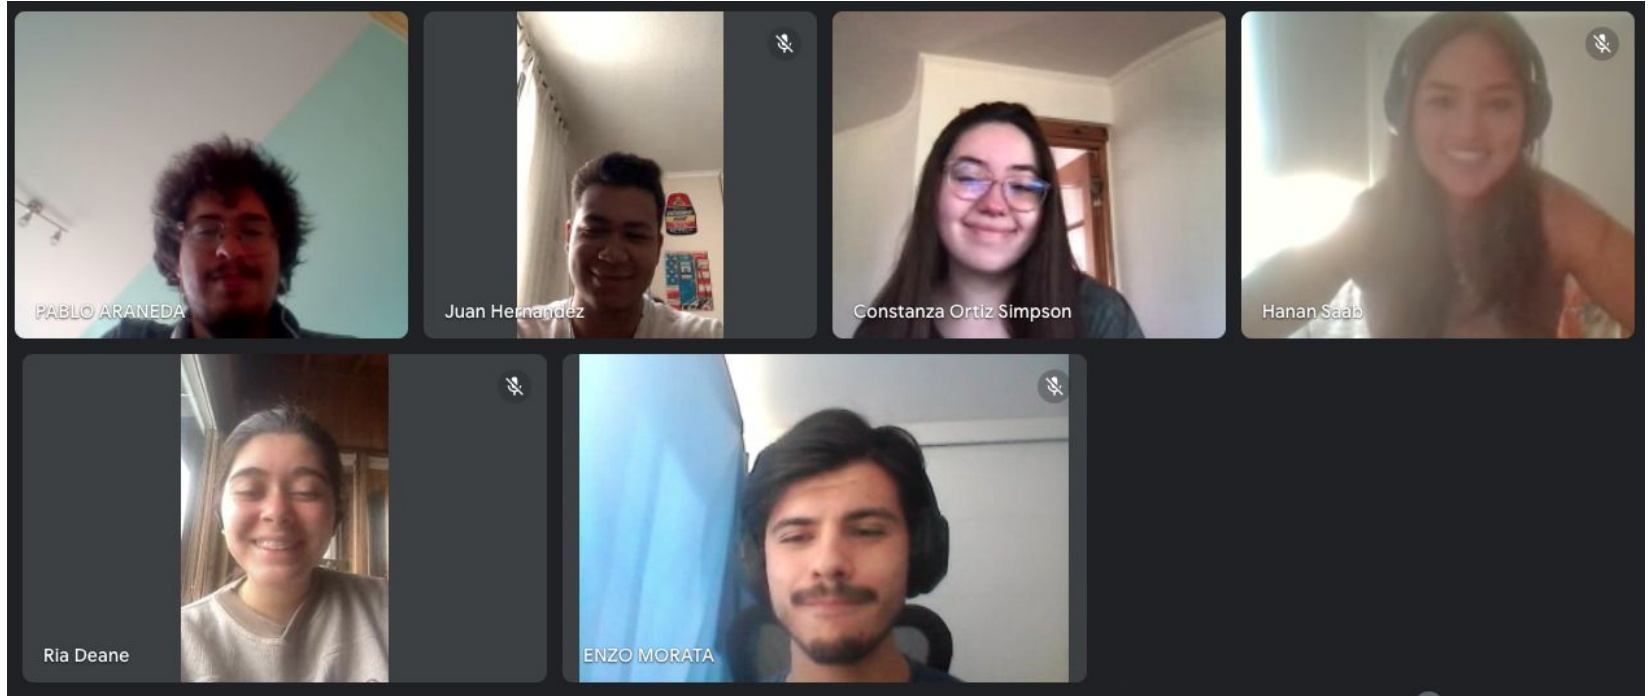 PABLO ARANEDA
Juan Hernandez
Constanza Ortiz Simpson
Hanan Saab
Ria Deane
ENZO MORATA